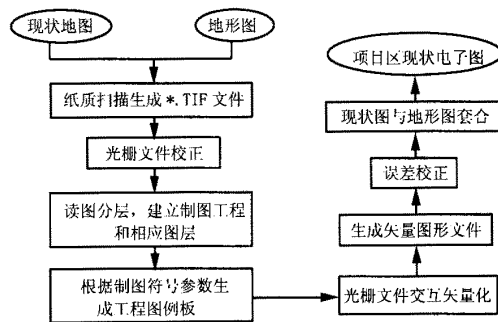 现状地图
地形图
纸质扫描生成*.TIF文件
光栅文件校正
读图分层，建立制图工程
和相应图层
根据制图符号参数生
成工程图例板
光栅文件交互矢量化
生成矢量图形文件
误差校正
现状图与地形图套合
项目区现状电子图